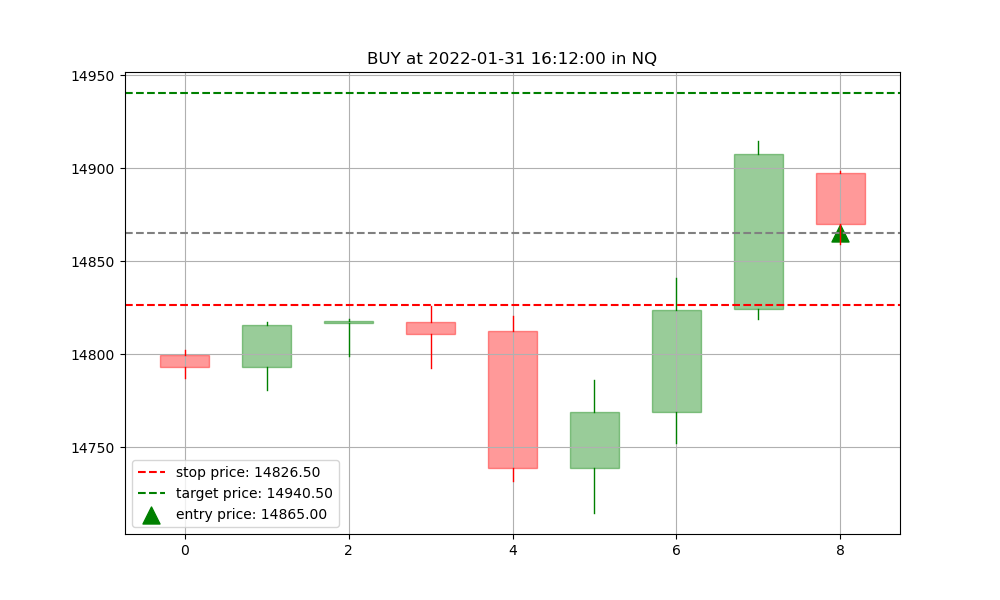 BUY at 2022-01-31 16:12:00 in NQ
14950
14900
14850
14800
14750
stop price: 14826.50
target price: 14940.50
entry price: 14865.00
0 2 4 6 8